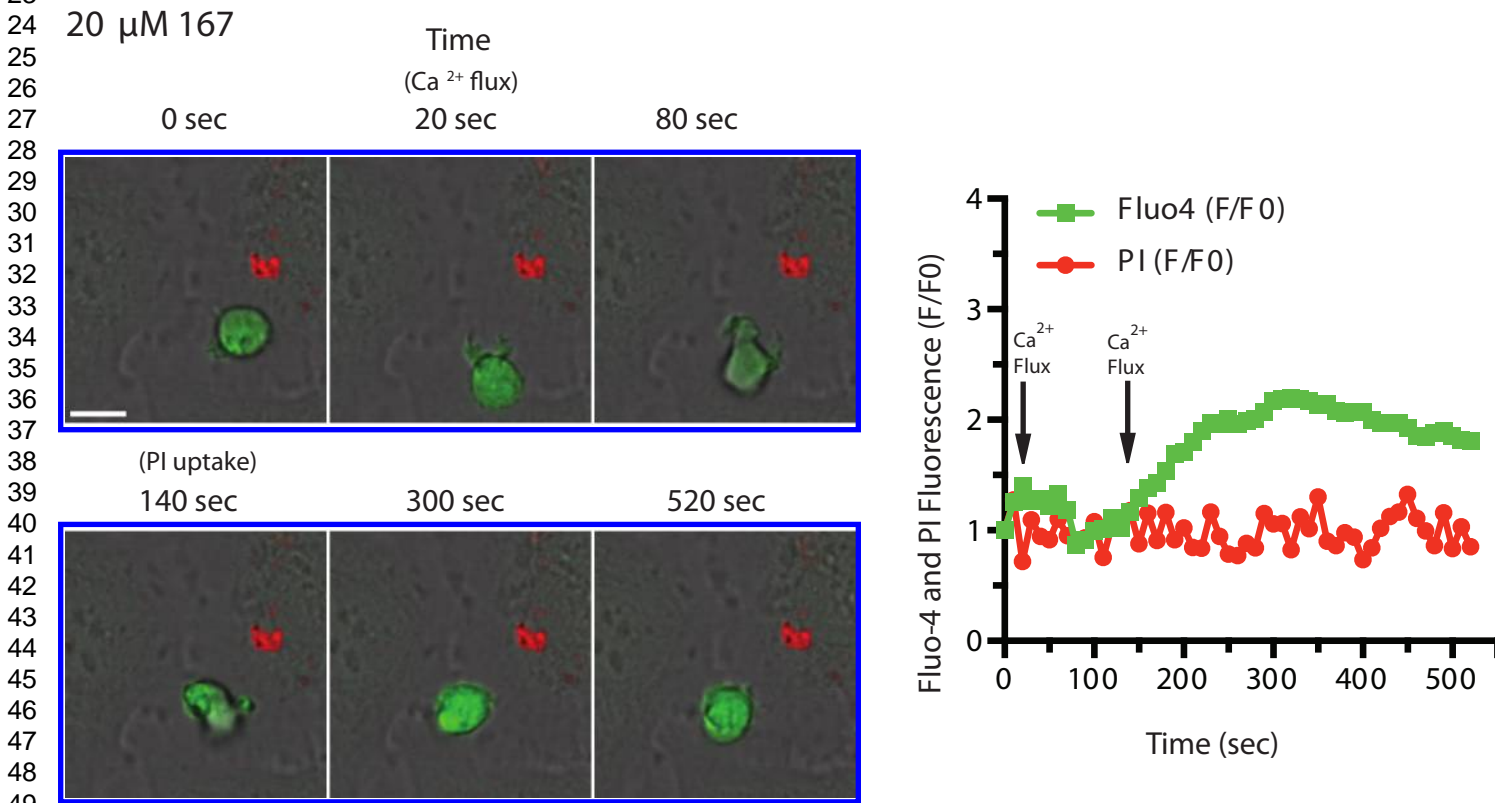 23
24
25
26
27
28
29
30
31
32
33
34
35
36
37
38
39
40
41
42
43
44
45
46
47
48
49
20 µM 167
Time
(Ca 2+ flux)
0 sec 20 sec 80 sec
(PI uptake)
140 sec 300 sec 520 sec
Fluo-4 and PI Fluorescence (F/F0)
4
3
2
1
0
Fluo4 (F/F0)
PI (F/F0)
Ca2+
Flux
Ca2+
Flux
0 100 200 300 400 500
Time (sec)